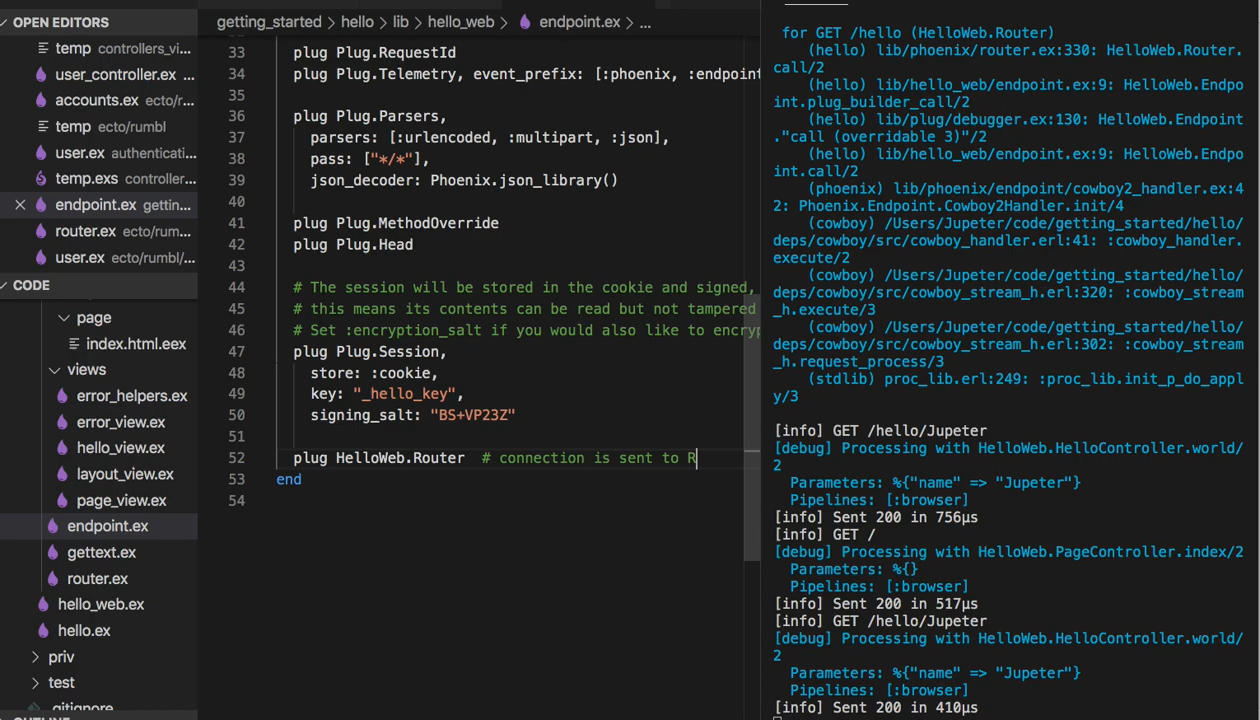 OPEN EDITORS
temp controllers_vi...
user_controller.ex ...
accounts.ex ecto/r...
temp ecto/rumbl
user.ex authenticati...
temp.exs controller...
endpoint.ex gettin...
router.ex ecto/rum...
user.ex ecto/rumbl/...
CODE
page
index.html.eex
views
error_helpers.ex
error_view.ex
hello_view.ex
layout_view.ex
page_view.ex
endpoint.ex
gettext.ex
router.ex
hello_web.ex
hello.ex
priv
test
.gitignore
OUTLINE
getting_started > hello > lib > hello_web > endpoint.ex > ...
33 plug Plug.RequestId
34 plug Plug.Telemetry, event_prefix: [:phoenix, :endpoint
35
36 plug Plug.Parsers,
37 parsers: [:urlencoded, :multipart, :json],
38 pass: ["*/*"],
39 json_decoder: Phoenix.json_library()
40
41 plug Plug.MethodOverride
42 plug Plug.Head
43
44 # The session will be stored in the cookie and signed,
45 # this means its contents can be read but not tampered
46 # Set :encryption_salt if you would also like to encryp
47 plug Plug.Session,
48 store: :cookie,
49 key: "_hello_key",
50 signing_salt: "BS+VP23Z"
51
52 plug HelloWeb.Router # connection is sent to R
53 end
54
for GET /hello (HelloWeb.Router)
(hello) lib/phoenix/router.ex:330: HelloWeb.Router.
call/2
(hello) lib/hello_web/endpoint.ex:9: HelloWeb.Endpo
int.plug_builder_call/2
(hello) lib/plug/debugger.ex:130: HelloWeb.Endpoint
."call (overridable 3)"/2
(hello) lib/hello_web/endpoint.ex:9: HelloWeb.Endpo
int.call/2
(phoenix) lib/phoenix/endpoint/cowboy2_handler.ex:4
2: Phoenix.Endpoint.Cowboy2Handler.init/4
(cowboy) /Users/Jupeter/code/getting_started/hello/
deps/cowboy/src/cowboy_handler.erl:41: :cowboy_handler.
execute/2
(cowboy) /Users/Jupeter/code/getting_started/hello/
deps/cowboy/src/cowboy_stream_h.erl:320: :cowboy_stream
_h.execute/3
(cowboy) /Users/Jupeter/code/getting_started/hello/
deps/cowboy/src/cowboy_stream_h.erl:302: :cowboy_stream
_h.request_process/3
(stdlib) proc_lib.erl:249: :proc_lib.init_p_do_appl
y/3
[info] GET /hello/Jupeter
[debug] Processing with HelloWeb.HelloController.world/
2
Parameters: %{"name" => "Jupeter"}
Pipelines: [:browser]
[info] Sent 200 in 756µs
[info] GET /
[debug] Processing with HelloWeb.PageController.index/2
Parameters: %{}
Pipelines: [:browser]
[info] Sent 200 in 517µs
[info] GET /hello/Jupeter
[debug] Processing with HelloWeb.HelloController.world/
2
Parameters: %{"name" => "Jupeter"}
Pipelines: [:browser]
[info] Sent 200 in 410µs